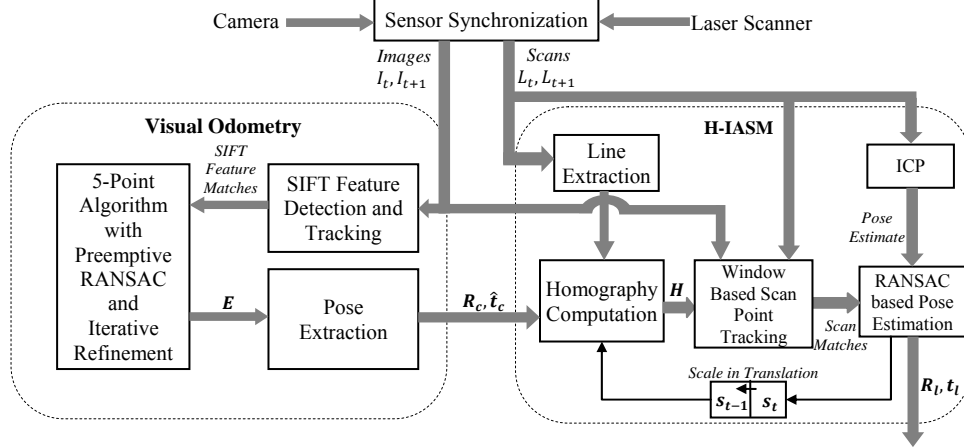 Camera
Sensor Synchronization
Laser Scanner
Images
I_t, I_{t+1}
Scans
L_t, L_{t+1}
Visual Odometry
5-Point
Algorithm
with
Preemptive
RANSAC
and
Iterative
Refinement
SIFT
Feature
Matches
SIFT Feature
Detection and
Tracking
E
Pose
Extraction
R_c, t̂_c
H-IASM
Line
Extraction
ICP
Pose
Estimate
Homography
Computation
H
Window
Based Scan
Point
Tracking
Scan
Matches
RANSAC
based Pose
Estimation
Scale in Translation
s_{t-1}
s_t
R_l, t_l